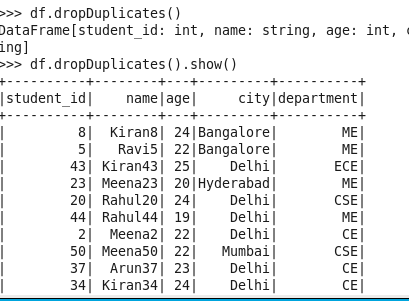 >>> df.dropDuplicates()
DataFrame[student_id: int, name: string, age: int, c
ing]
>>> df.dropDuplicates().show()
+----------+-------+---+---------+----------+
|student_id|   name|age|     city|department|
+----------+-------+---+---------+----------+
|         8| Kiran8| 24|Bangalore|        ME|
|         5|  Ravi5| 22|Bangalore|        ME|
|        43|Kiran43| 25|    Delhi|       ECE|
|        23|Meena23| 20|Hyderabad|        ME|
|        20|Rahul20| 24|    Delhi|       CSE|
|        44|Rahul44| 19|    Delhi|        ME|
|         2| Meena2| 22|    Delhi|        CE|
|        50|Meena50| 22|   Mumbai|       CSE|
|        37| Arun37| 23|    Delhi|        CE|
|        34|Kiran34| 24|    Delhi|        CE|